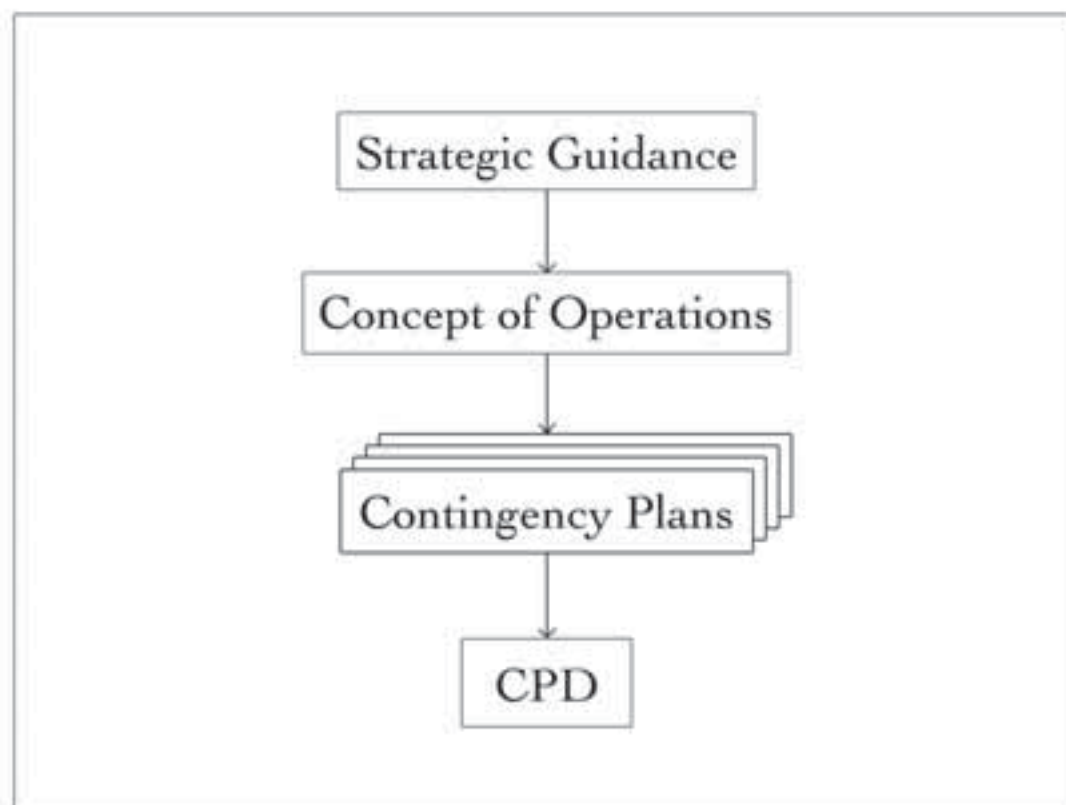 Strategic Guidance
Concept of Operations
Contingency Plans
CPD